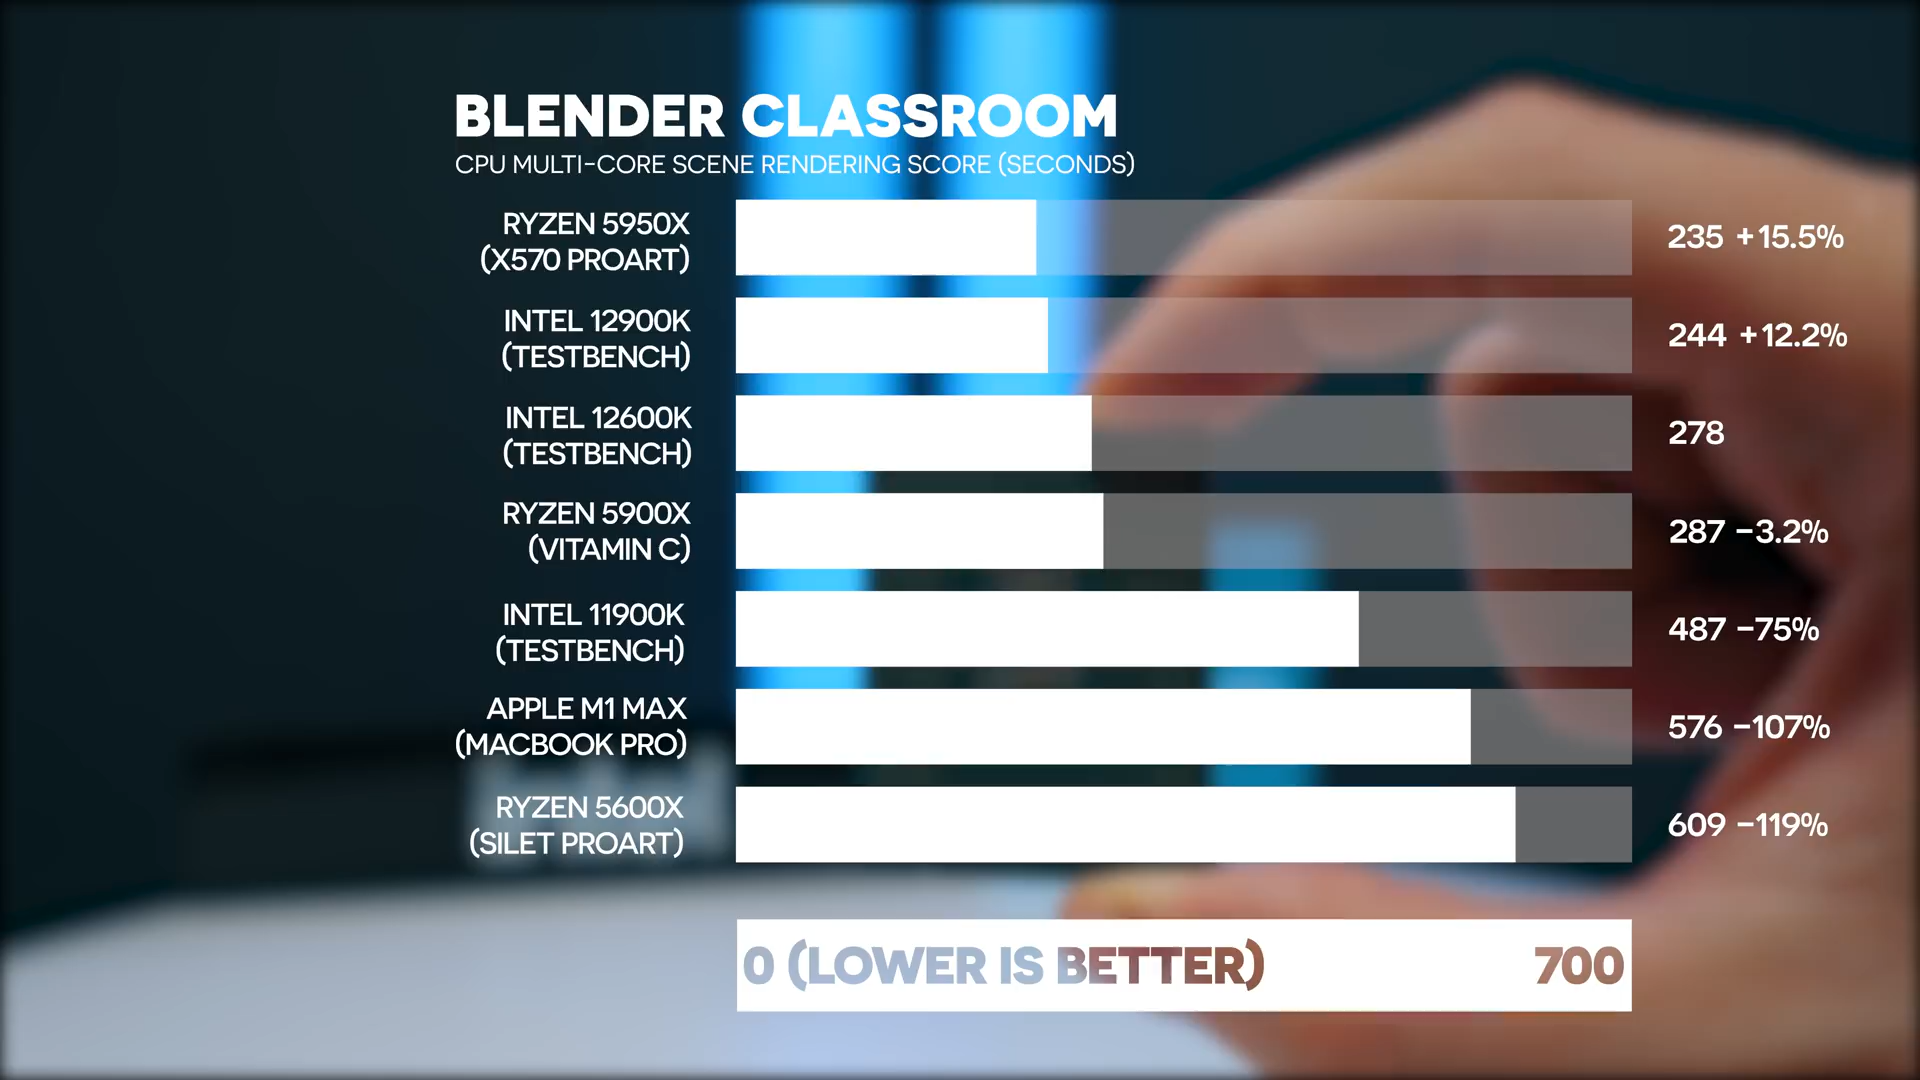 BLENDER CLASSROOM
CPU MULTI-CORE SCENE RENDERING SCORE (SECONDS)
RYZEN 5950X
(X570 PROART)
235 +15.5%
INTEL 12900K
(TESTBENCH)
244 +12.2%
INTEL 12600K
(TESTBENCH)
278
RYZEN 5900X
(VITAMIN C)
287 -3.2%
INTEL 11900K
(TESTBENCH)
487 -75%
APPLE M1 MAX
(MACBOOK PRO)
576 -107%
RYZEN 5600X
(SILET PROART)
609 -119%
0 (LOWER IS BETTER) 700